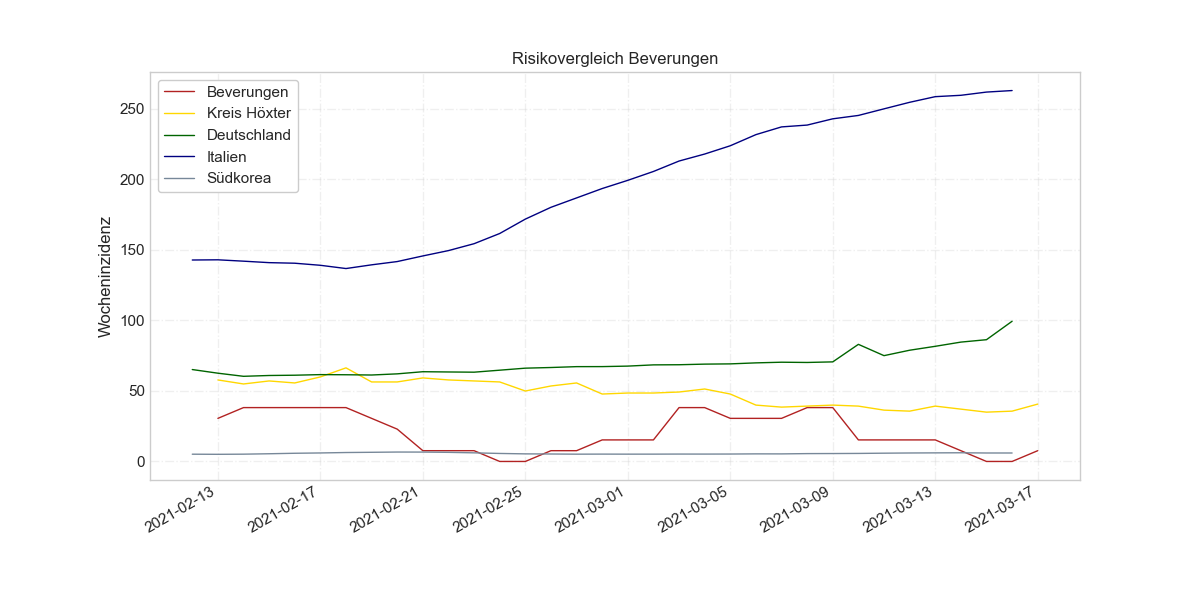 Risikovergleich Beverungen
Beverungen
Kreis Höxter
Deutschland
Italien
Südkorea
Wocheninzidenz
250
200
150
100
50
0
2021-02-13
2021-02-17
2021-02-21
2021-02-25
2021-03-01
2021-03-05
2021-03-09
2021-03-13
2021-03-17